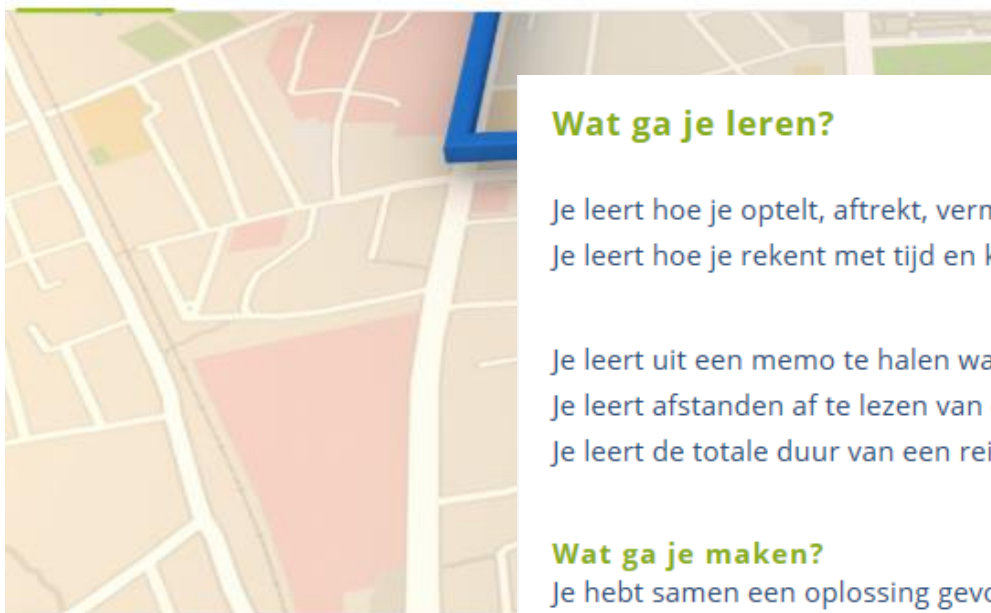 Wat ga je leren?
Je leert hoe je optelt, aftrekt,
Je leert hoe je rekent met tijd en
Je leert uit een memo te halen
Je leert afstanden af te lezen van
Je leert de totale duur van een
Wat ga je maken?
Je hebt samen een oplossing